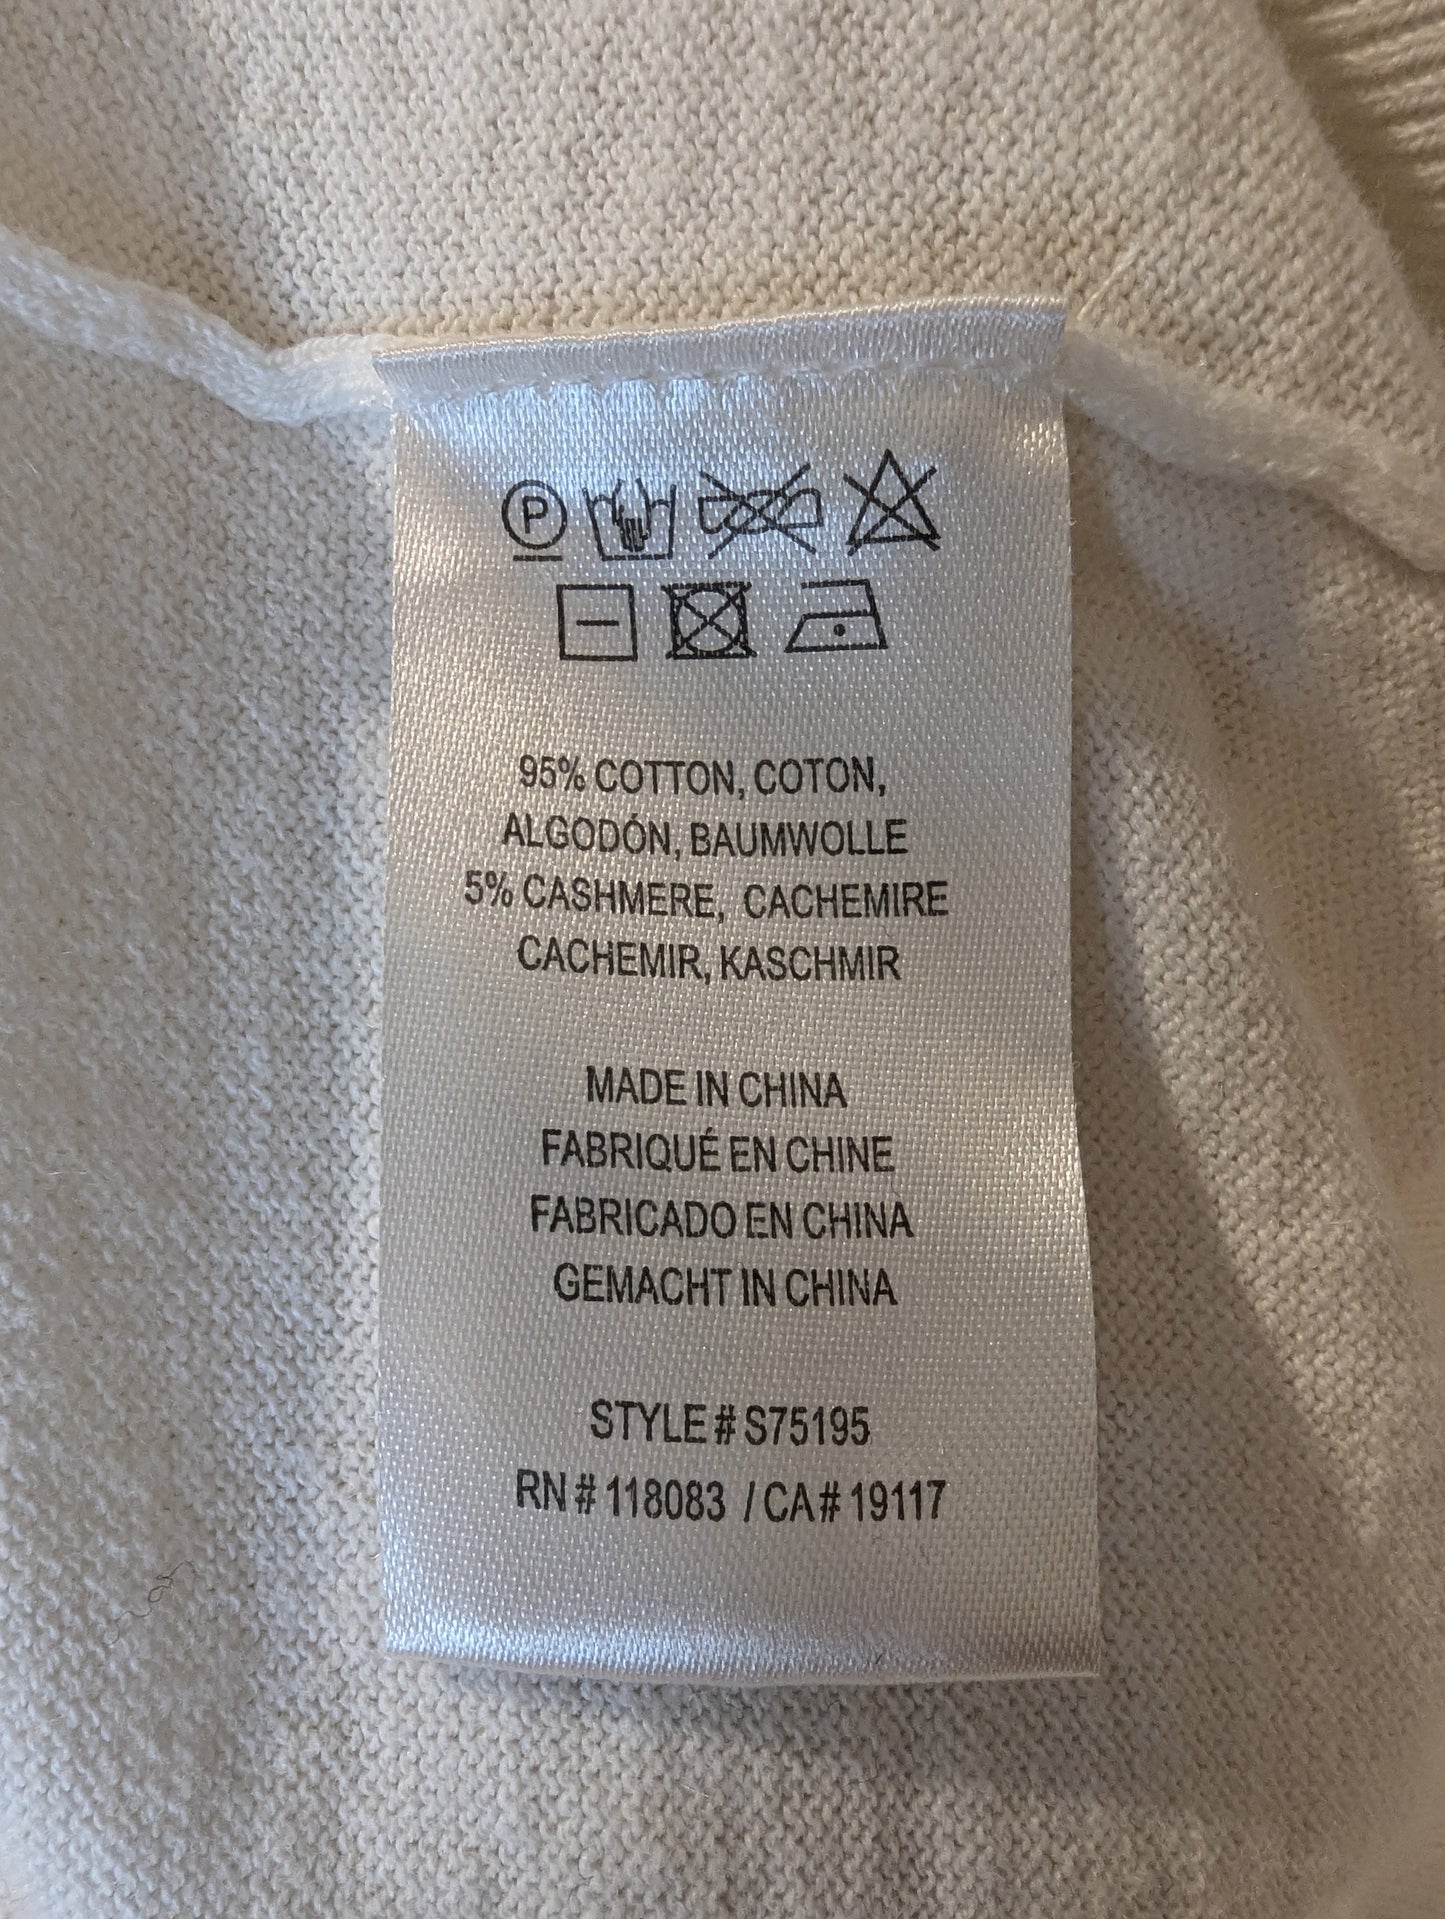 P
95% COTTON, COTON,
ALGODÓN, BAUMWOLLE
5% CASHMERE, CACHEMIRE
CACHEMIR, KASCHMIR
MADE IN CHINA
FABRIQUÉ EN CHINE
FABRICADO EN CHINA
GEMACHT IN CHINA
STYLE # S75195
RN # 118083 / CA # 19117